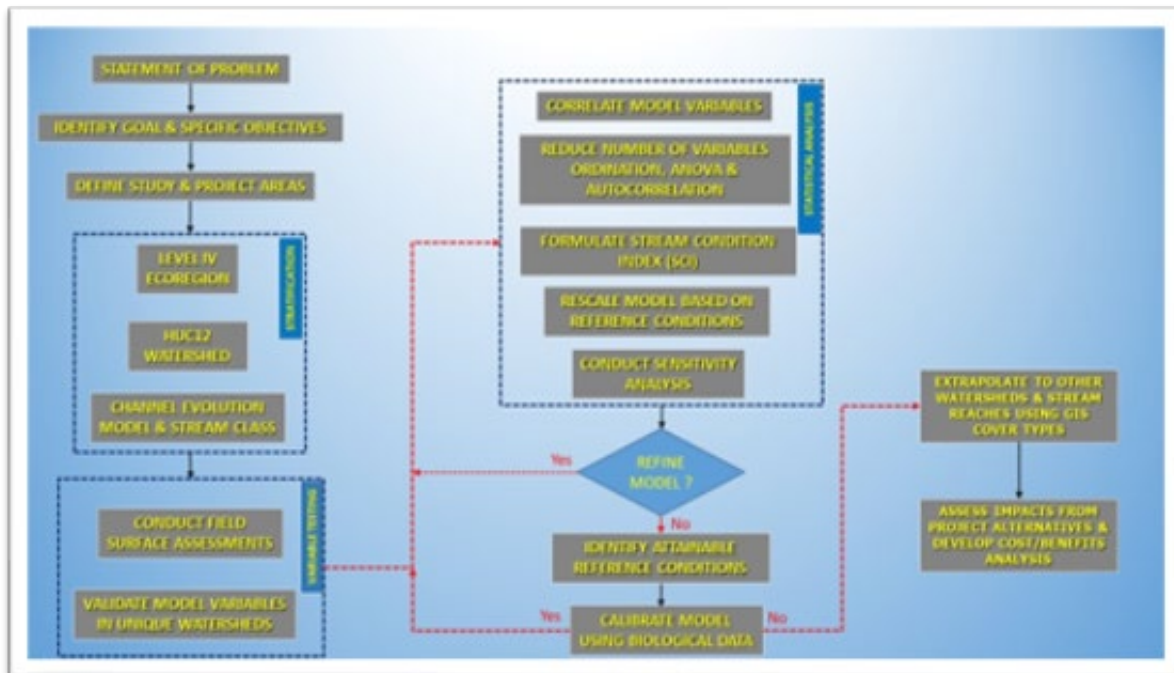 STATEMENT OF PROBLEM
IDENTIFY GOAL & SPECIFIC OBJECTIVES
DEFINE STUDY & PROJECT AREAS
STRATIFICATION
LEVEL IV
ECOREGION
HUC12
WATERSHED
CHANNEL EVOLUTION
MODEL & STREAM CLASS
VARIABLE TESTING
CONDUCT FIELD
SURFACE ASSESSMENTS
VALIDATE MODEL VARIABLES
IN UNIQUE WATERSHEDS
STATISTICAL ANALYSIS
CORRELATE MODEL VARIABLES
REDUCE NUMBER OF VARIABLES
ORDINATION, ANOVA &
AUTOCORRELATION
FORMULATE STREAM CONDITION
INDEX (SCI)
RESCALE MODEL BASED ON
REFERENCE CONDITIONS
CONDUCT SENSITIVITY
ANALYSIS
Yes
REFINE
MODEL ?
No
IDENTIFY ATTAINABLE
REFERENCE CONDITIONS
Yes
CALIBRATE MODEL
USING BIOLOGICAL DATA
No
EXTRAPOLATE TO OTHER
WATERSHEDS & STREAM
REACHES USING GIS
COVER TYPES
ASSESS IMPACTS FROM
PROJECT ALTERNATIVES &
DEVELOP COST/BENEFITS
ANALYSIS